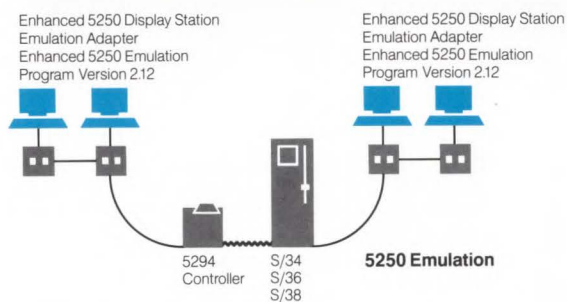 Enhanced 5250 Display Station
Emulation Adapter
Enhanced 5250 Emulation
Program Version 2.12
Enhanced 5250 Display Station
Emulation Adapter
Enhanced 5250 Emulation
Program Version 2.12
5294
Controller
S/34
S/36
S/38
5250 Emulation